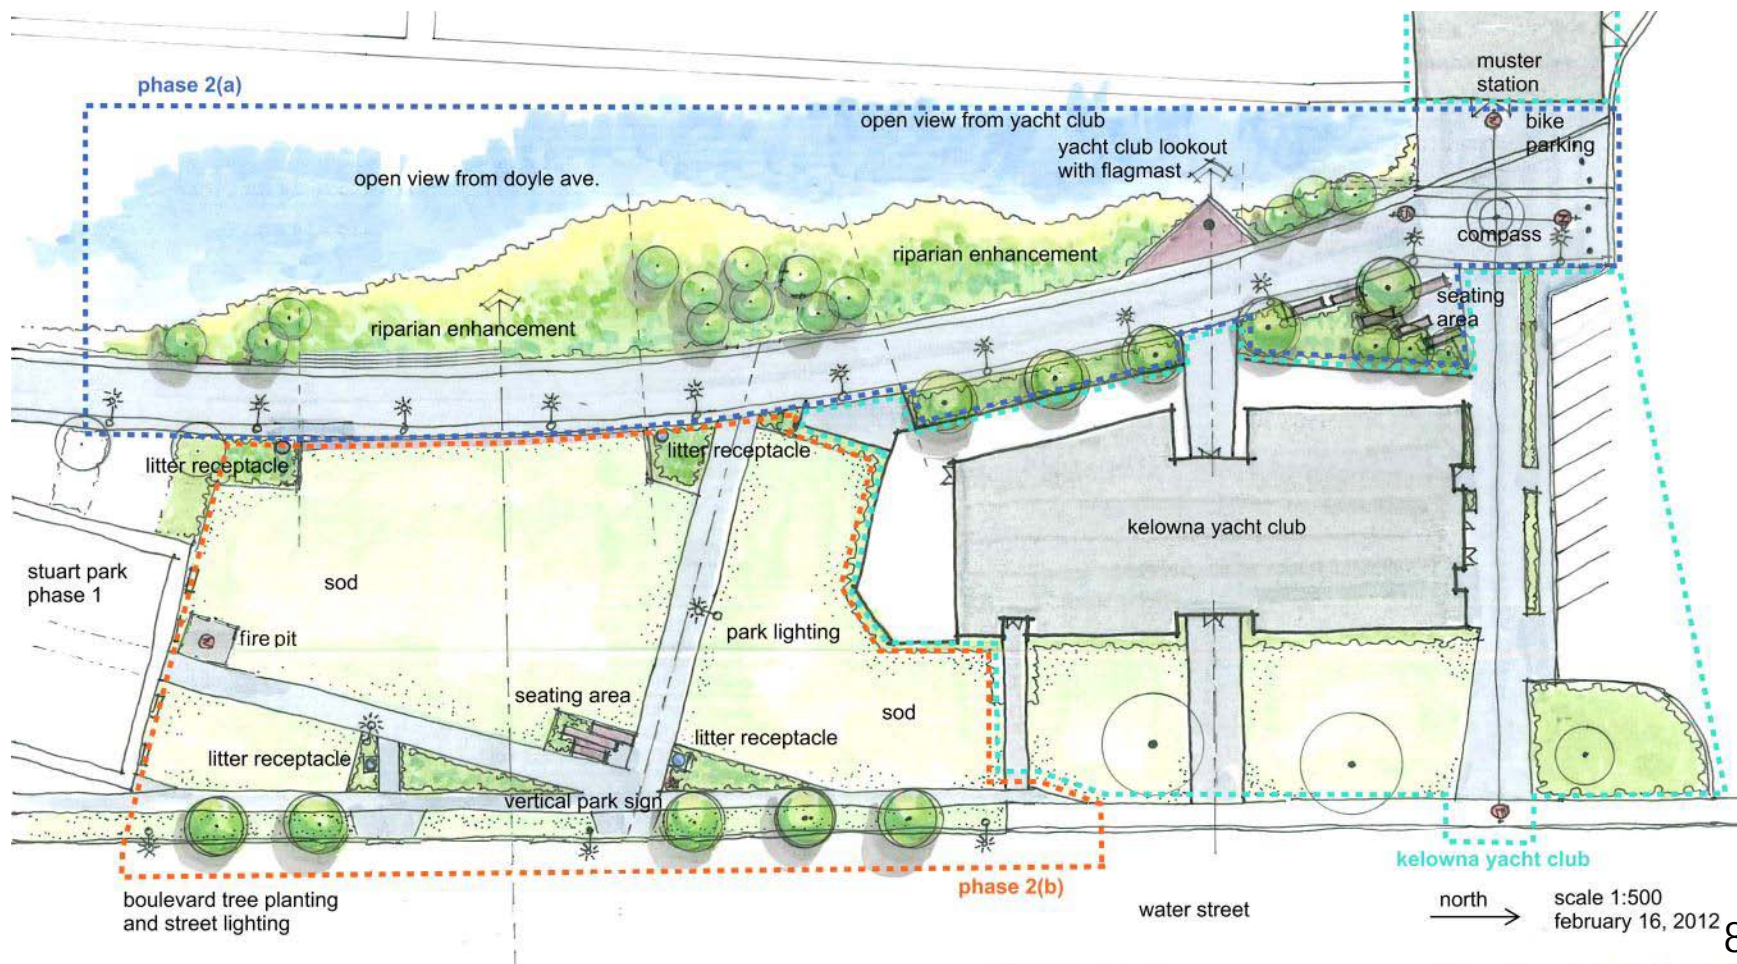 phase 2(a)
muster
station
open view from yacht club
bike
parking
yacht club lookout
with flagmast
open view from doyle ave.
compass
riparian enhancement
seating
area
riparian enhancement
litter receptacle
litter receptacle
kelowna yacht club
stuart park
phase 1
sod
fire pit
park lighting
seating area
sod
litter receptacle
litter receptacle
vertical park sign
kelowna yacht club
phase 2(b)
boulevard tree planting
and street lighting
water street
north
scale 1:500
february 16, 2012